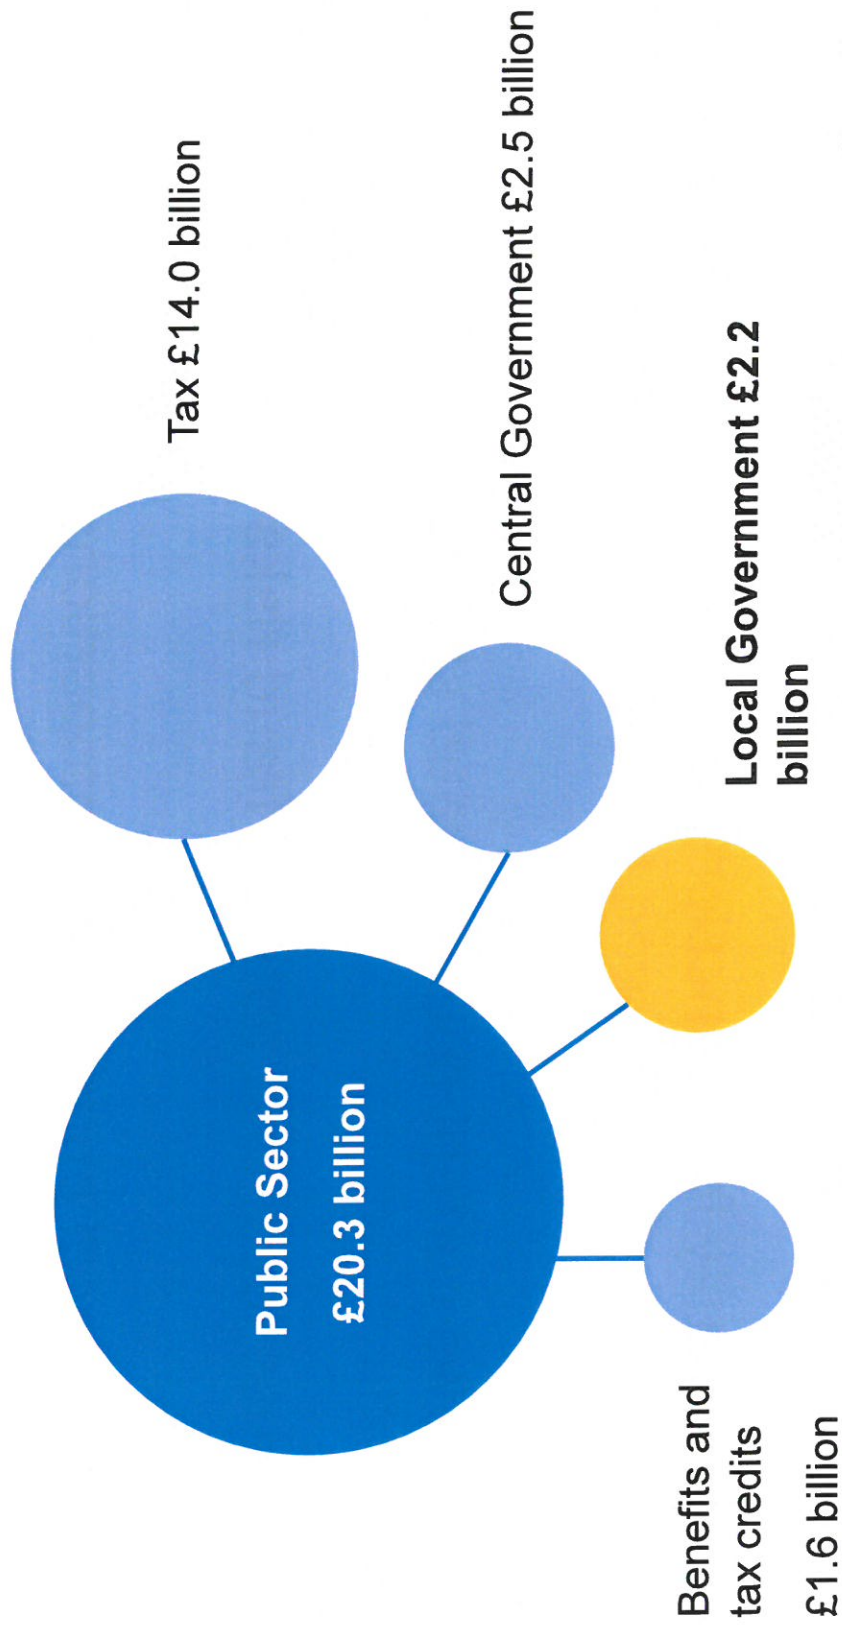 Public Sector
£20.3 billion
Tax £14.0 billion
Central Government £2.5 billion
Local Government £2.2
billion
Benefits and
tax credits
£1.6 billion